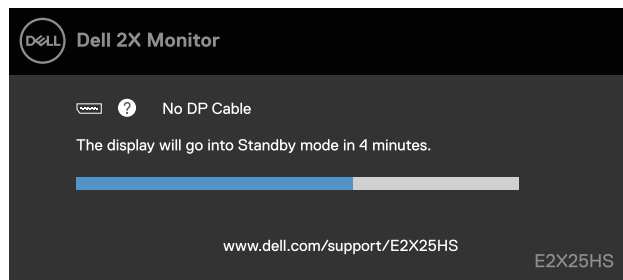 DELL
Dell 2X Monitor
? No DP Cable
The display will go into Standby mode in 4 minutes.
www.dell.com/support/E2X25HS
E2X25HS